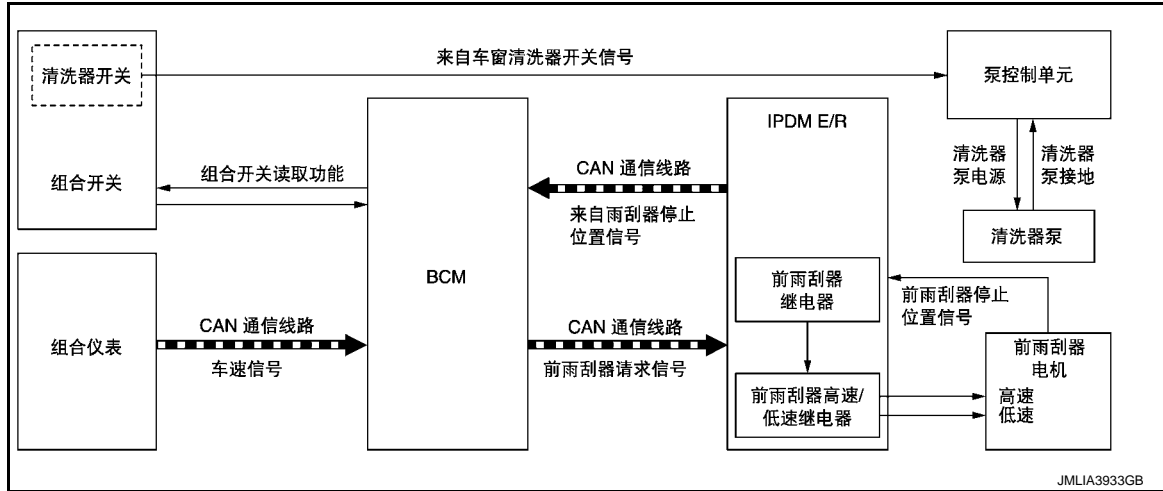 清洗器开关
来自车窗清洗器开关信号
泵控制单元
组合开关
组合开关读取功能
BCM
CAN 通信线路
来自雨刮器停止
位置信号
IPDM E/R
清洗器
泵电源
清洗器
泵接地
清洗器泵
组合仪表
CAN 通信线路
车速信号
CAN 通信线路
前雨刮器请求信号
前雨刮器
继电器
前雨刮器高速/
低速继电器
前雨刮器停止
位置信号
前雨刮器
电机
高速
低速
JMLIA3933GB